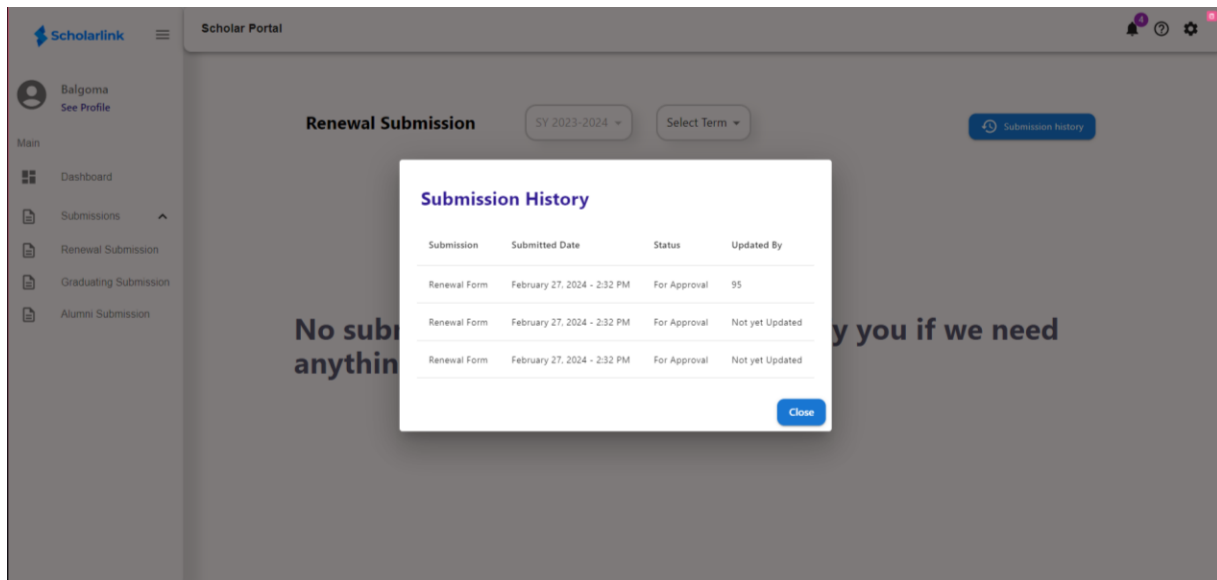 Scholarlink
Scholar Portal
4
Balgoma
See Profile
Main
Dashboard
Submissions
Renewal Submission
Graduating Submission
Alumni Submission
Renewal Submission
SY 2023-2024
Select Term
Submission history
Submission History
Submission Submitted Date Status Updated By
Renewal Form February 27, 2024 - 2:32 PM For Approval 95
Renewal Form February 27, 2024 - 2:32 PM For Approval Not yet Updated
Renewal Form February 27, 2024 - 2:32 PM For Approval Not yet Updated
Close
No you if we need